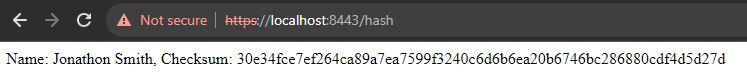 Not secure https://localhost:8443/hash
Name: Jonathon Smith, Checksum: 30e34fce7ef264ca89a7ea7599f3240c6d6b6ea20b6746bc286880cdf4d5d27d